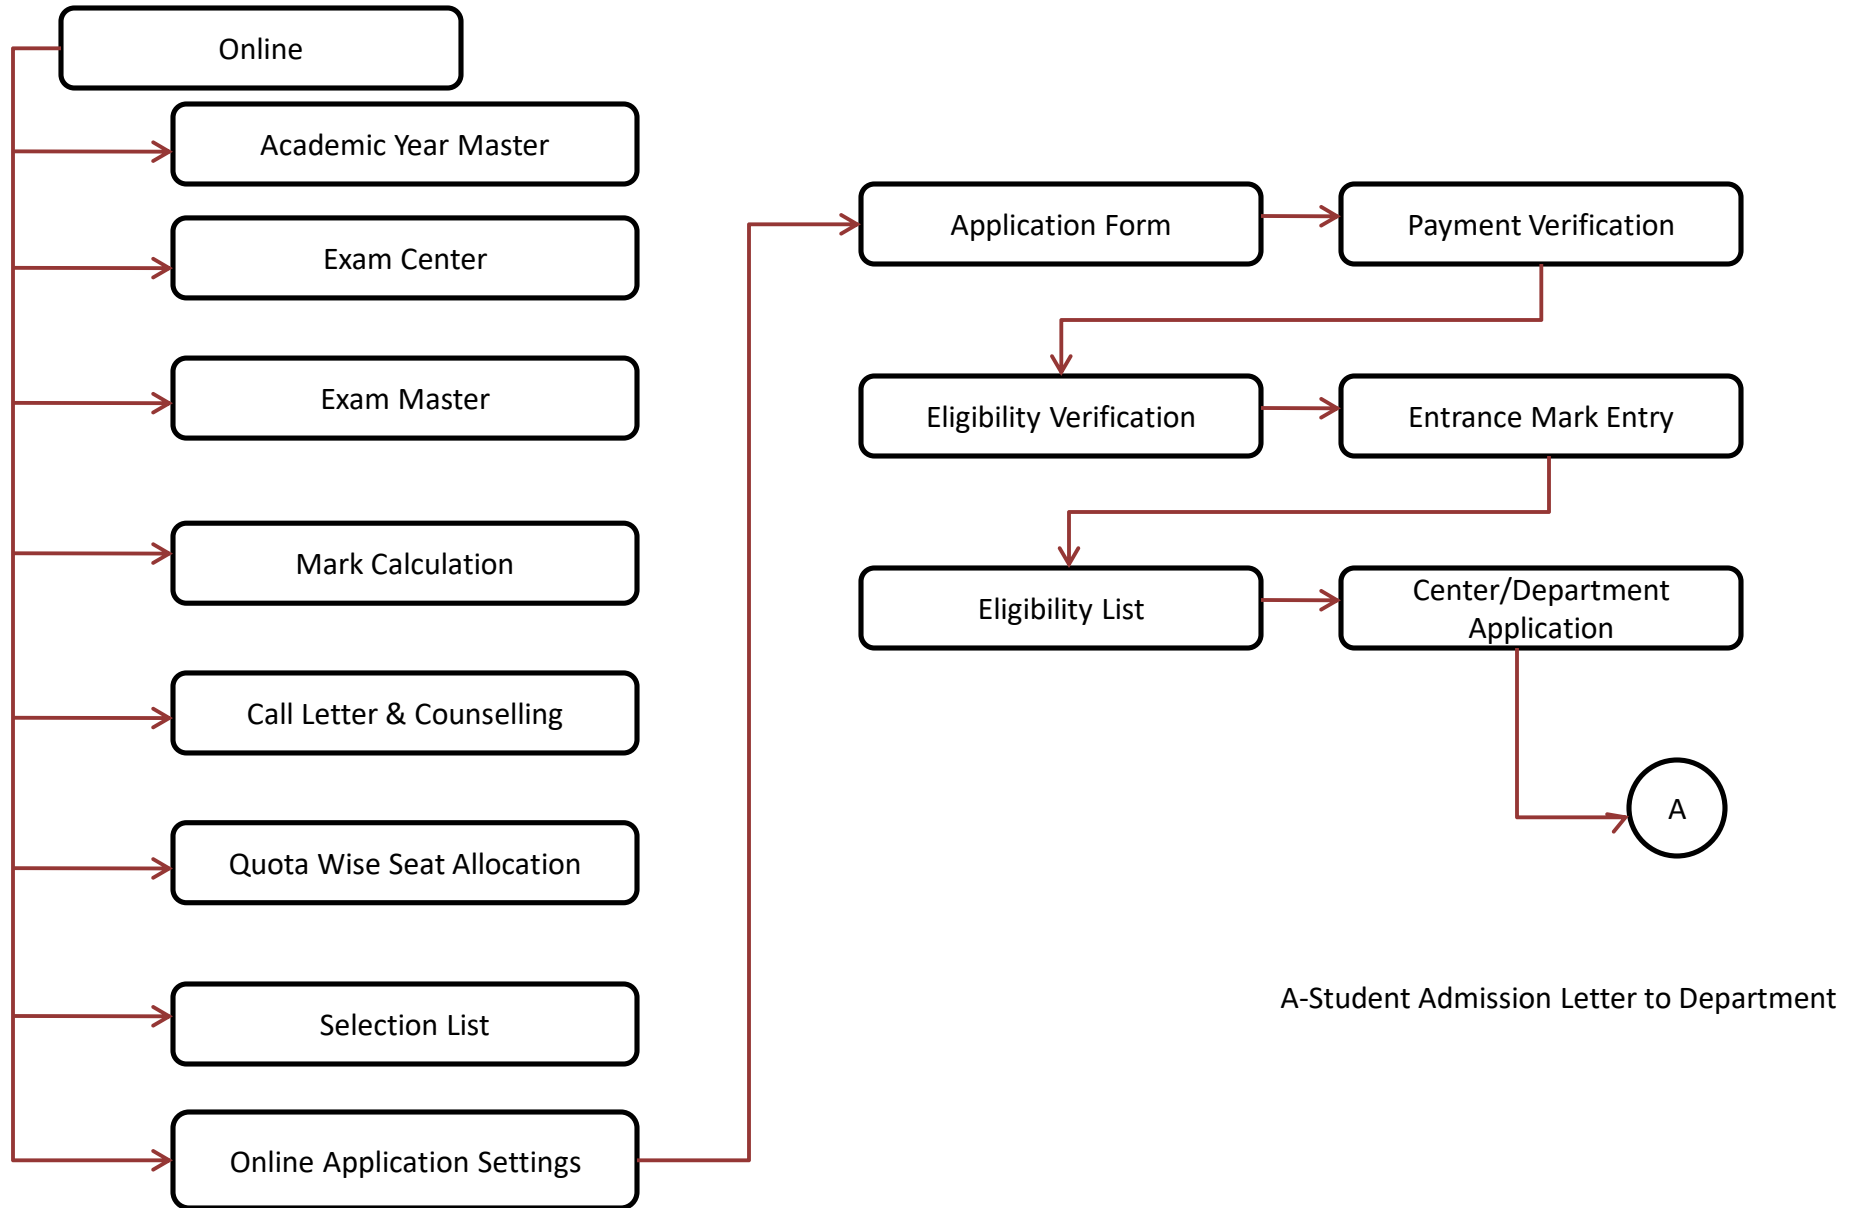 Online
Academic Year Master
Exam Center
Exam Master
Mark Calculation
Call Letter & Counselling
Quota Wise Seat Allocation
Selection List
Online Application Settings
Application Form
Payment Verification
Eligibility Verification
Entrance Mark Entry
Eligibility List
Center/Department
Application
A
A-Student Admission Letter to Department